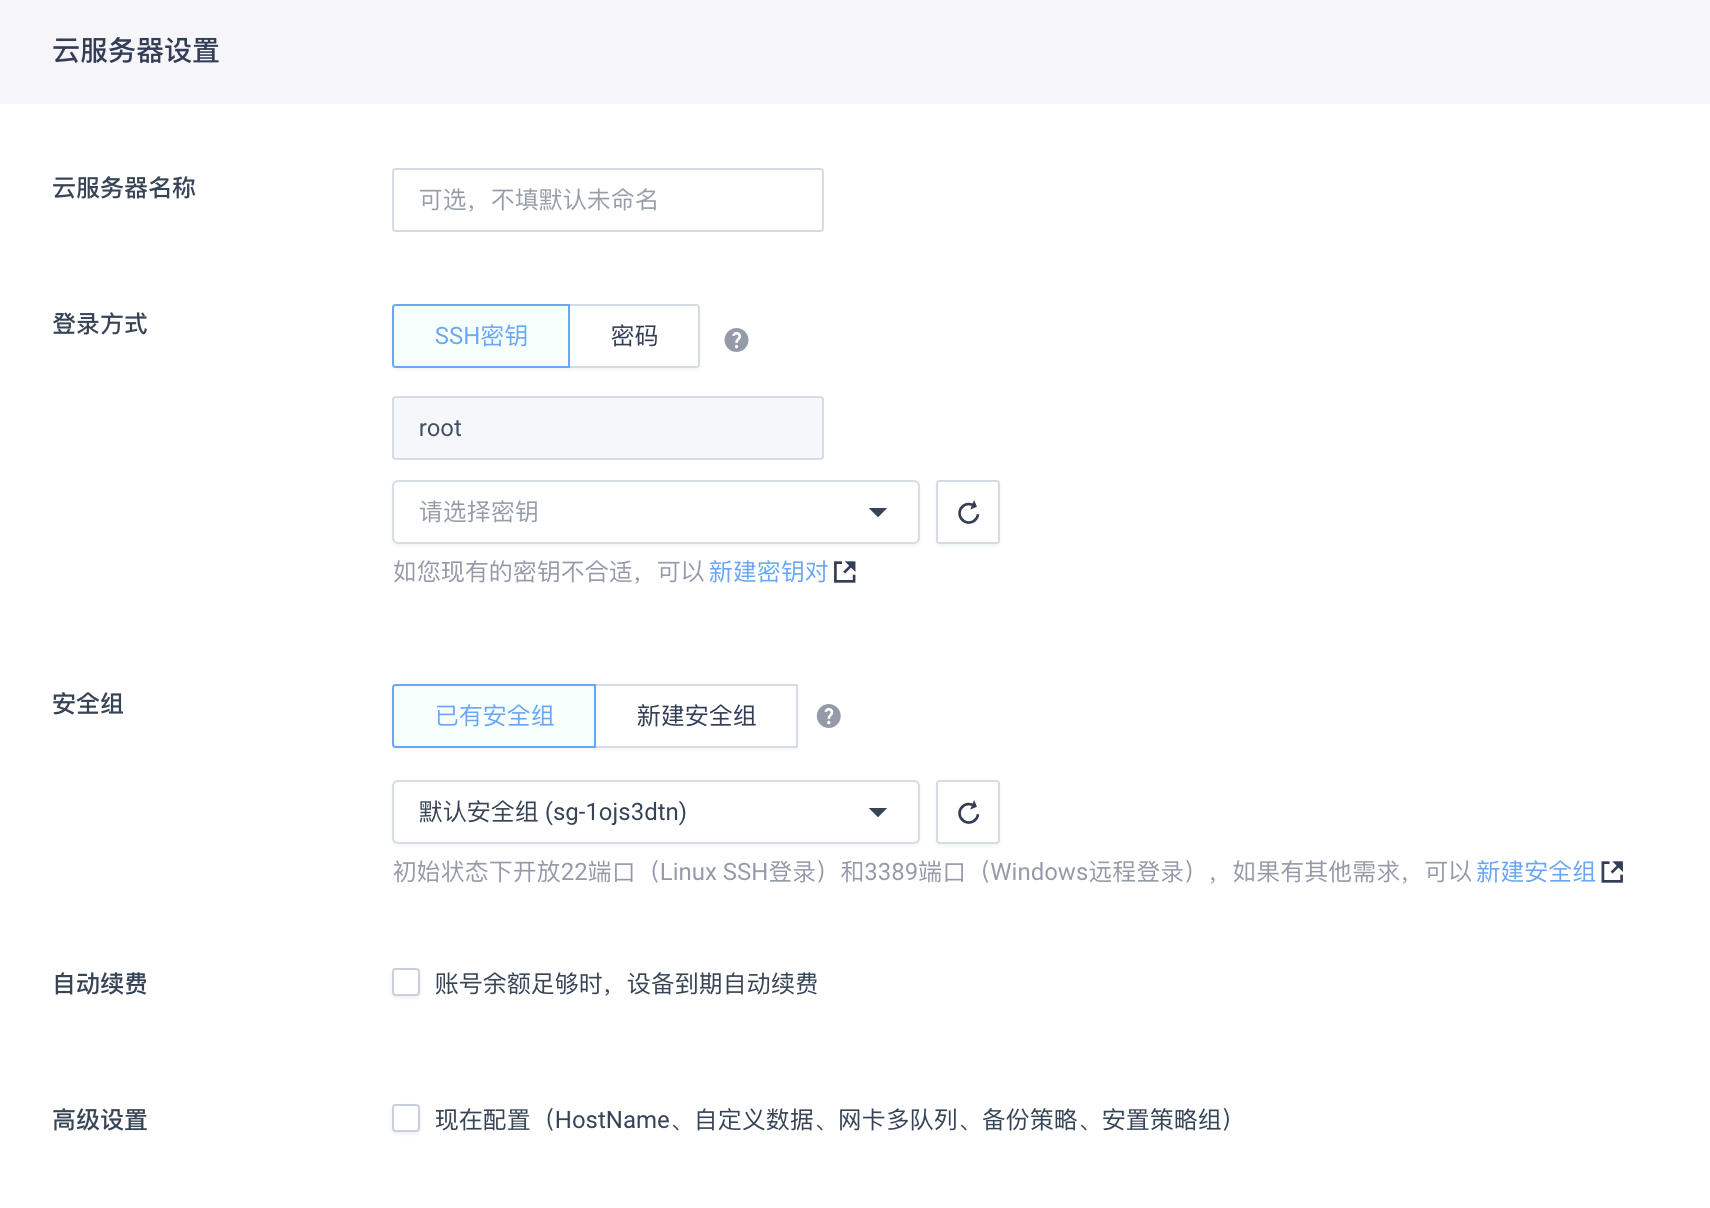 云服务器设置
云服务器名称
可选，不填默认未命名
登录方式
SSH密钥 密码
root
请选择密钥
如您现有的密钥不合适，可以 新建密钥对
安全组
已有安全组 新建安全组
默认安全组 (sg-1ojs3dtn)
初始状态下开放22端口（Linux SSH登录）和3389端口（Windows远程登录），如果有其他需求，可以 新建安全组
自动续费
账号余额足够时，设备到期自动续费
高级设置
现在配置（HostName、自定义数据、网卡多队列、备份策略、安置策略组）